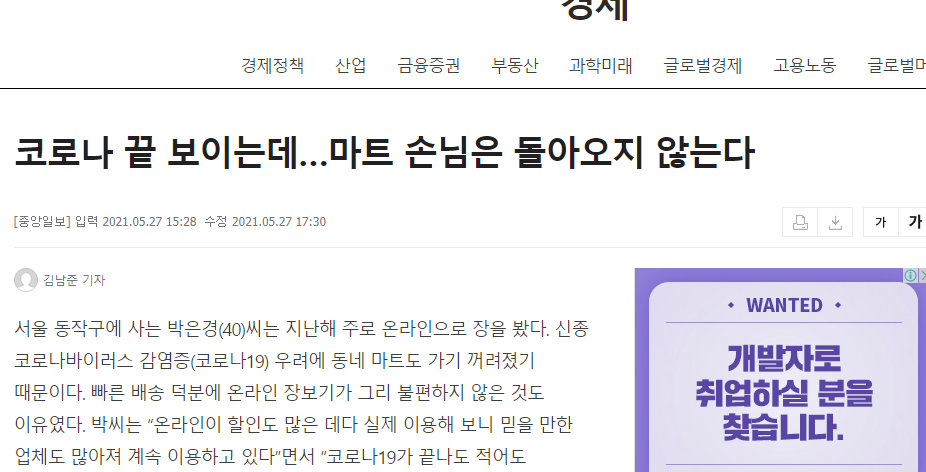 경제
경제정책 산업 금융증권 부동산 과학미래 글로벌경제 고용노동 글로벌머
코로나 끝 보이는데...마트 손님은 돌아오지 않는다
[중앙일보] 입력 2021.05.27 15:28 수정 2021.05.27 17:30
가 가
김남준 기자
서울 동작구에 사는 박은경(40)씨는 지난해 주로 온라인으로 장을 봤다. 신종
코로나바이러스 감염증(코로나19) 우려에 동네 마트도 가기 꺼려졌기
때문이다. 빠른 배송 덕분에 온라인 장보기가 그리 불편하지 않은 것도
이유였다. 박씨는 “온라인이 할인도 많은 데다 실제 이용해 보니 믿을 만한
업체도 많아져 계속 이용하고 있다”면서 “코로나19가 끝나도 적어도
WANTED
개발자로
취업하실 분을
찾습니다.